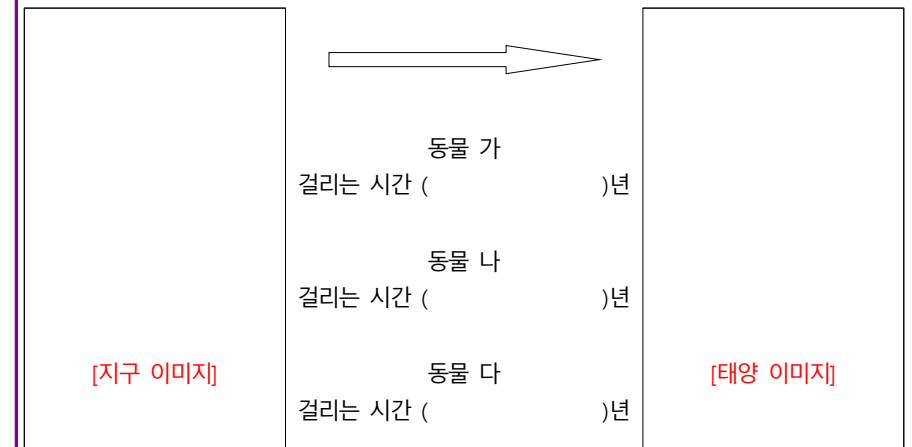 동물 가
걸리는 시간 ( )년
동물 나
걸리는 시간 ( )년
[지구 이미지] 동물 다 [태양 이미지]
걸리는 시간 ( )년